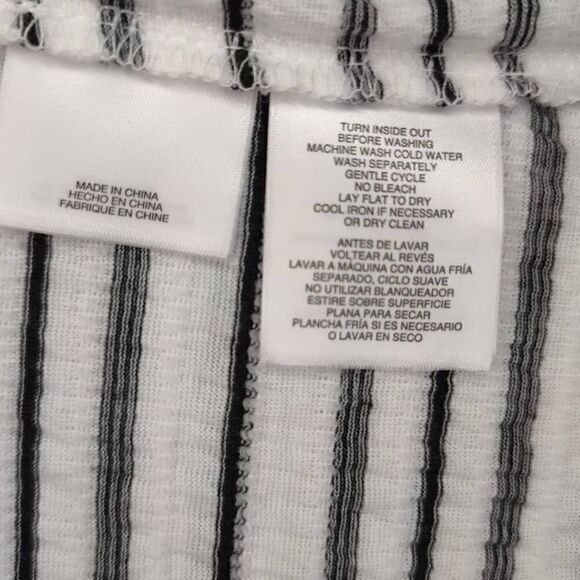 MADE IN CHINA
HECHO EN CHINA
FABRIQUÉ EN CHINE
TURN INSIDE OUT
BEFORE WASHING
MACHINE WASH COLD WATER
WASH SEPARATELY
GENTLE CYCLE
NO BLEACH
LAY FLAT TO DRY
COOL IRON IF NECESSARY
OR DRY CLEAN
ANTES DE LAVAR
VOLTEAR AL REVÉS
LAVAR A MÁQUINA CON AGUA FRÍA
SEPARADO, CICLO SUAVE
NO UTILIZAR BLANQUEADOR
ESTIRE SOBRE SUPERFICIE
PLANA PARA SECAR
PLANCHA FRÍA SI ES NECESARIO
O LAVAR EN SECO